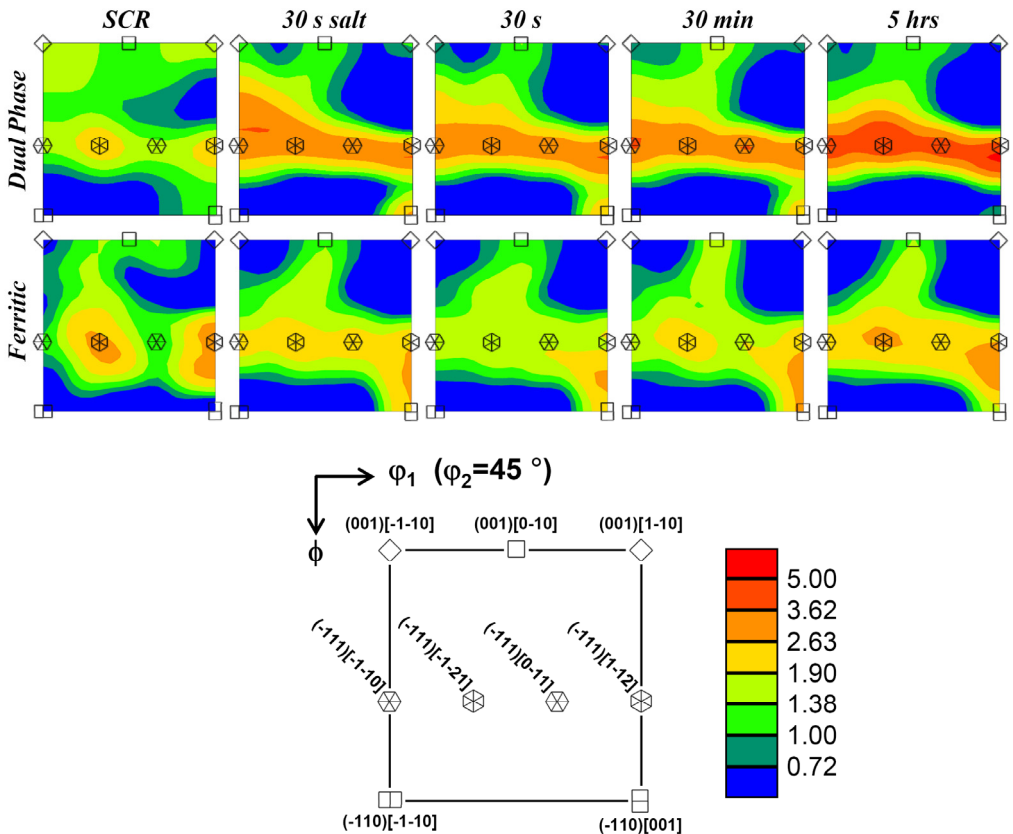 SCR 30 s salt 30 s 30 min 5 hrs
Dual Phase
Ferritic
φ1 (φ2=45 °)
ϕ
(001)[-1-10] (001)[0-10] (001)[1-10]
(-111)[-1-10] (-111)[-1-21] (-111)[0-11] (-111)[1-12]
(-110)[-1-10] (-110)[001]
5.00
3.62
2.63
1.90
1.38
1.00
0.72